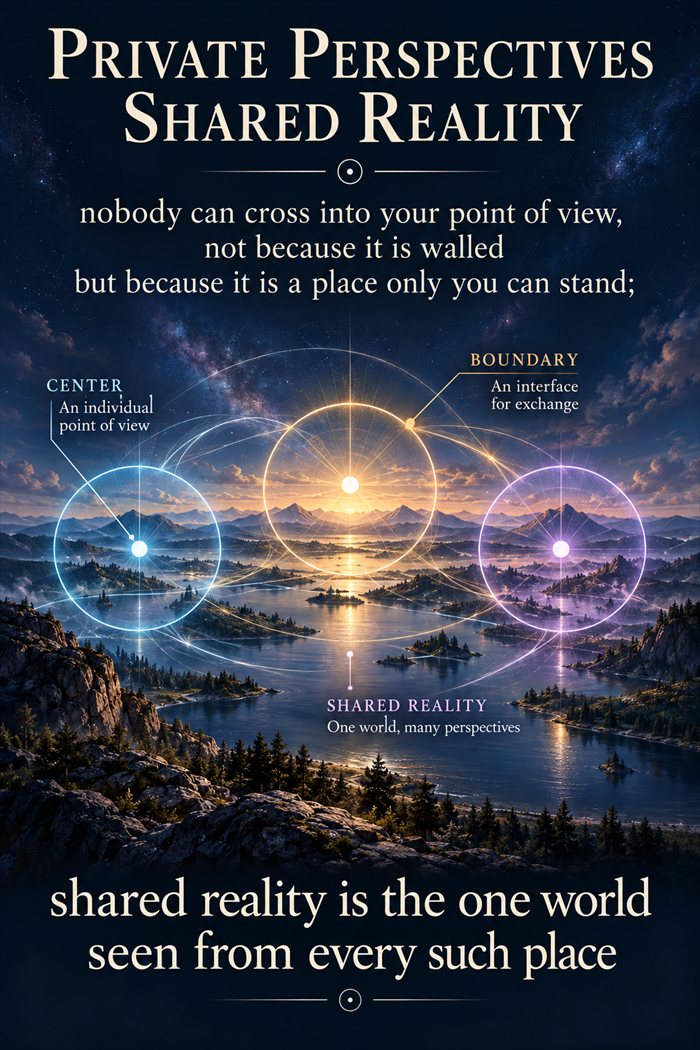 PRIVATE PERSPECTIVES
SHARED REALITY
nobody can cross into your point of view,
not because it is walled
but because it is a place only you can stand;
CENTER
An individual
point of view
BOUNDARY
An interface
for exchange
SHARED REALITY
One world, many perspectives
shared reality is the one world
seen from every such place